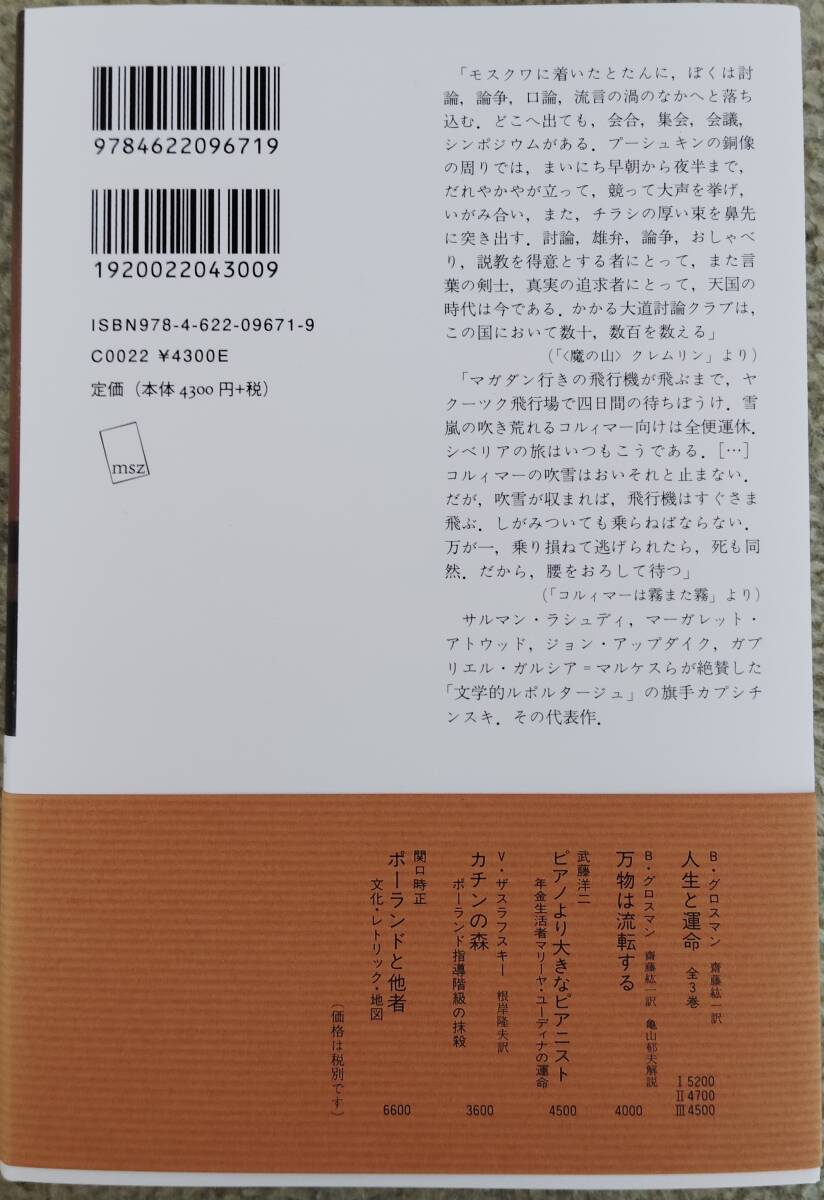 9784622096719
1920022043009
ISBN978-4-622-09671-9
C0022 ¥4300E
定価（本体 4300 円+税）
msz
「モスクワに着いたとたんに，ぼくは討
論，論争，口論，流言の渦のなかへと落ち
込む．どこへ出ても，会合，集会，会議，
シンポジウムがある．プーシュキンの銅像
の周りでは，まいにち早朝から夜半まで，
だれやかやが立って，競って大声を挙げ，
いがみ合い，また，チラシの厚い束を鼻先
に突き出す．討論，雄弁，論争，おしゃべ
り，説教を得意とする者にとって，また言
葉の剣士，真実の追求者にとって，天国の
時代は今である．かかる大道討論クラブは，
この国において数十，数百を数える」
（「〈魔の山〉クレムリン」より）
「マガダン行きの飛行機が飛ぶまで，ヤ
クーツク飛行場で四日間の待ちぼうけ．雪
嵐の吹き荒れるコルィマー向けは全便運休．
シベリアの旅はいつもこうである．［…］
コルィマーの吹雪はおいそれと止まない．
だが，吹雪が収まれば，飛行機はすぐさま
飛ぶ．しがみついても乗らねばならない．
万が一，乗り損ねて逃げられたら，死も同
然．だから，腰をおろして待つ」
（「コルィマーは霧また霧」より）
サルマン・ラシュディ，マーガレット・
アトウッド，ジョン・アップダイク，ガブ
リエル・ガルシア＝マルケスらが絶賛した
「文学的ルポルタージュ」の旗手カプシチ
ンスキ．その代表作．
B・グロスマン 齋藤紘一訳
人生と運命 全3巻
Ⅰ 5200
Ⅱ 4700
Ⅲ 4500
B・グロスマン 齋藤紘一訳 亀山郁夫解説
万物は流転する
4000
武藤洋二
ピアノより大きなピアニスト
年金生活者マリーヤ・ユーディナの運命
4500
V・ザスラフスキー 根岸隆夫訳
カチンの森
ポーランド指導階級の抹殺
3600
関口時正
ポーランドと他者
文化・レトリック・地図
6600
（価格は税別です）